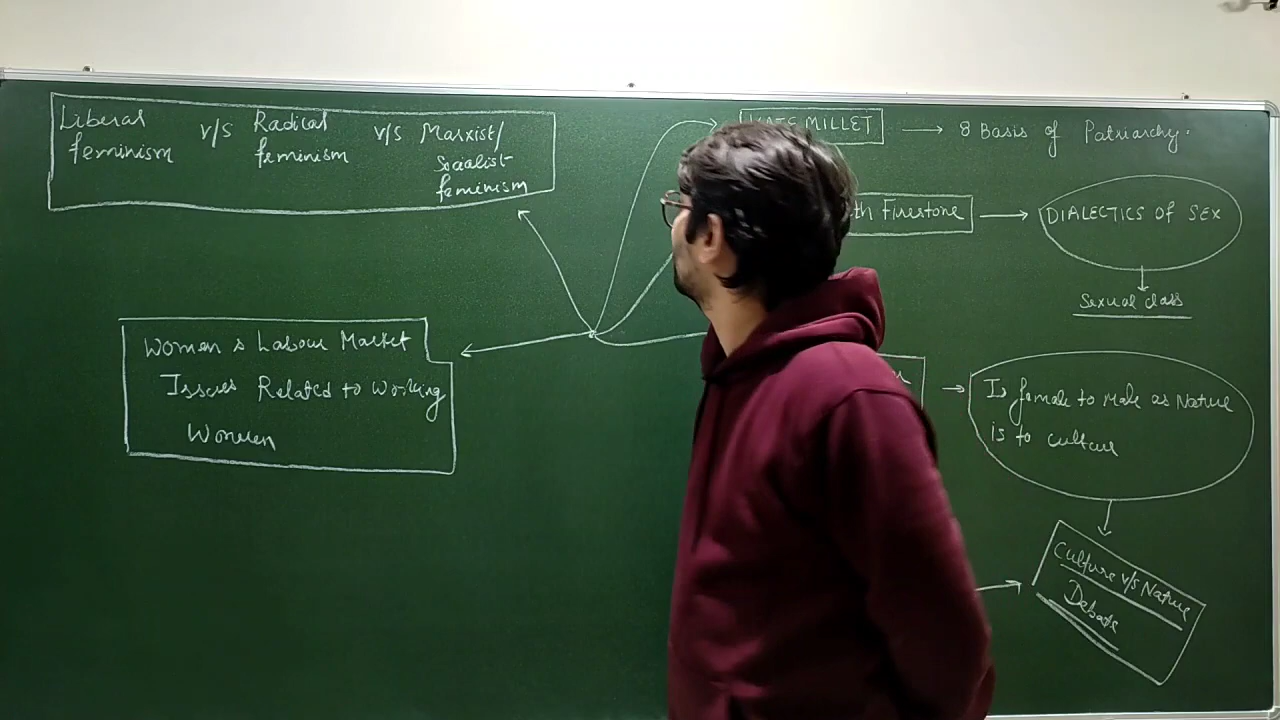 Liberal v/s Radical v/s Marxist/
feminism feminism Socialist
feminism
MILLET → 8 Basis of Patriarchy.
th Firestone → DIALECTICS OF SEX
Sexual class
Women & Labour Market
Issues Related to Working
Women
Is female to Male as Nature
is to culture
Culture v/s Nature
Debate